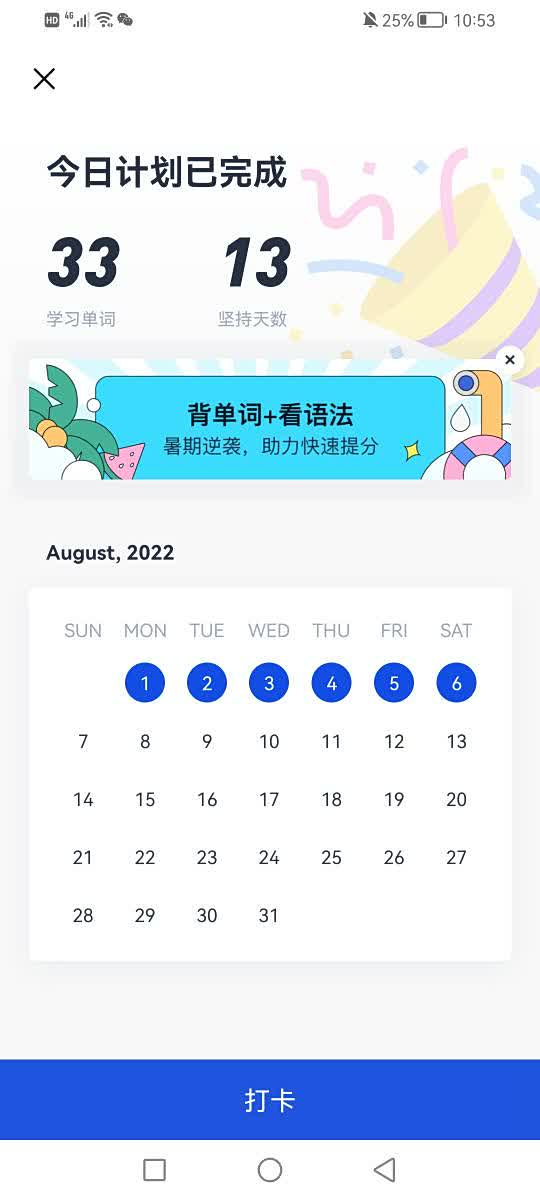 HD 4G 25% 10:53
今日计划已完成
33 13
学习单词 坚持天数
背单词+看语法
暑期逆袭，助力快速提分
August, 2022
SUN MON TUE WED THU FRI SAT
1 2 3 4 5 6
7 8 9 10 11 12 13
14 15 16 17 18 19 20
21 22 23 24 25 26 27
28 29 30 31
打卡